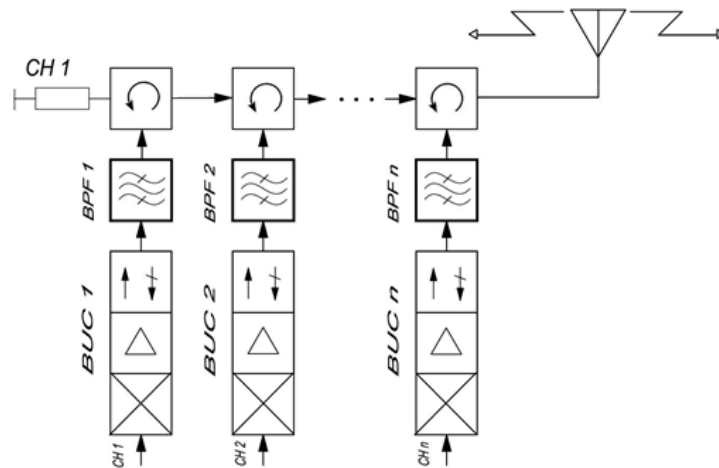 CH 1
BPF 1
BPF 2
BPF n
BUC 1
BUC 2
BUC n
CH 1
CH 2
CH n